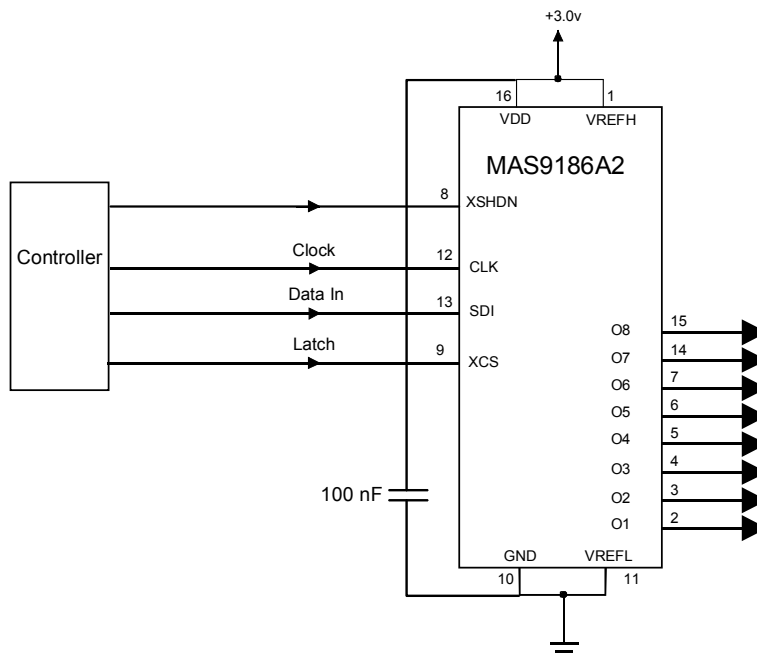 +3.0v
16
1
VDD
VREFH
MAS9186A2
8
XSHDN
Controller
Clock
12
CLK
Data In
13
SDI
Latch
9
XCS
O8
15
O7
14
O6
7
O5
6
O4
5
O3
4
O2
3
O1
2
100 nF
GND
VREFL
10
11